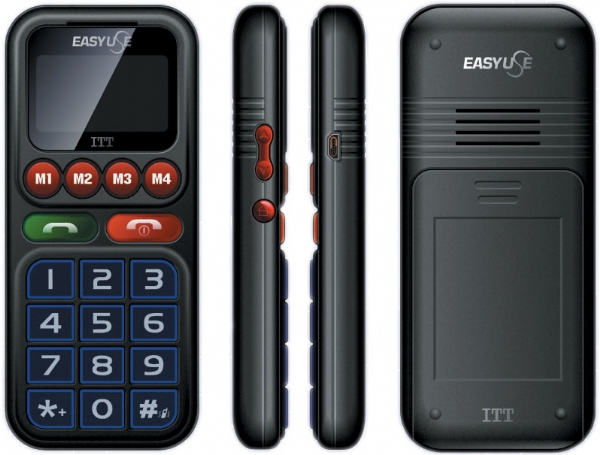 EASYUSE
ITT
M1 M2 M3 M4
1 2 3
4 5 6
7 8 9
*+ 0 #
EASYUSE
ITT